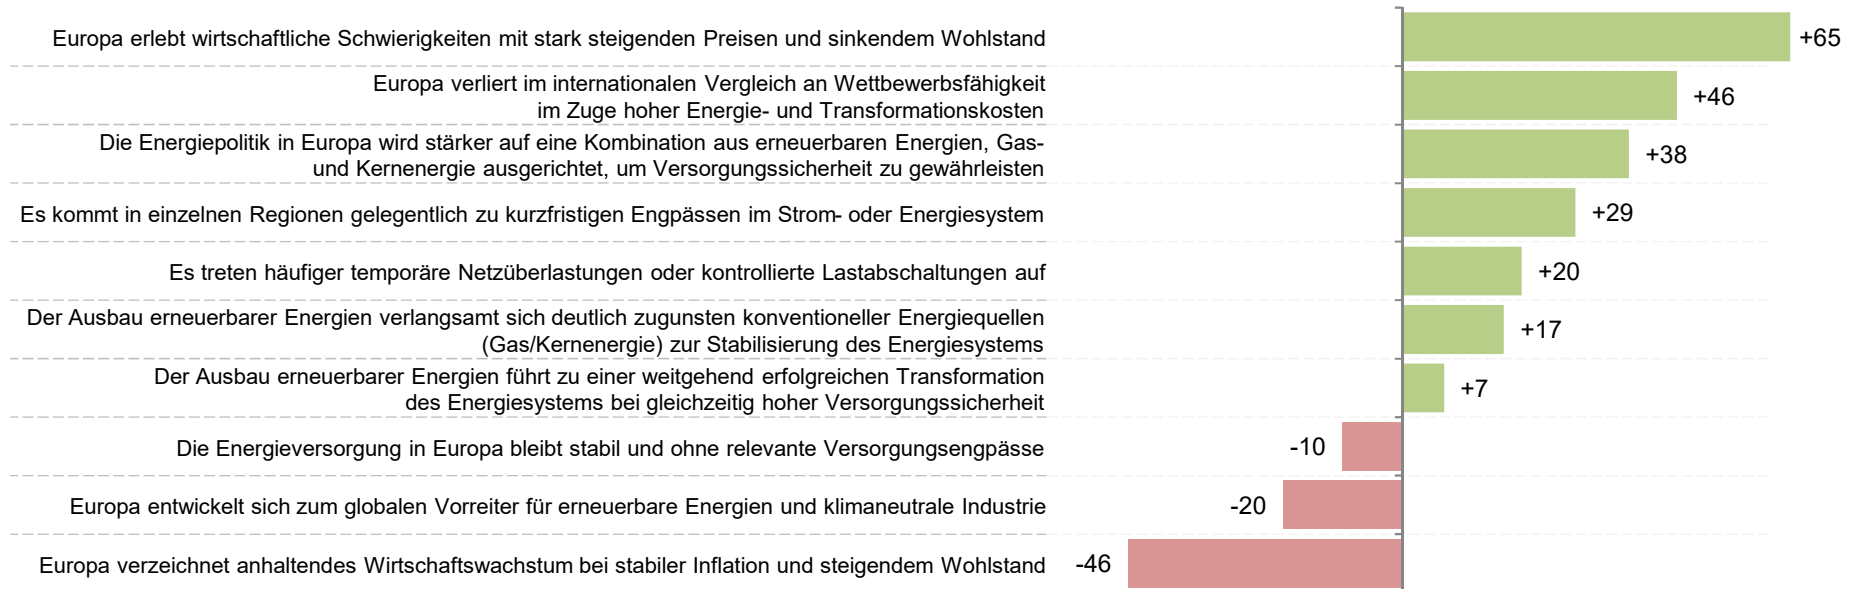 Europa erlebt wirtschaftliche Schwierigkeiten mit stark steigenden Preisen und sinkendem Wohlstand
+65
Europa verliert im internationalen Vergleich an Wettbewerbsfähigkeit
im Zuge hoher Energie- und Transformationskosten
+46
Die Energiepolitik in Europa wird stärker auf eine Kombination aus erneuerbaren Energien, Gas-
und Kernenergie ausgerichtet, um Versorgungssicherheit zu gewährleisten
+38
Es kommt in einzelnen Regionen gelegentlich zu kurzfristigen Engpässen im Strom- oder Energiesystem
+29
Es treten häufiger temporäre Netzüberlastungen oder kontrollierte Lastabschaltungen auf
+20
Der Ausbau erneuerbarer Energien verlangsamt sich deutlich zugunsten konventioneller Energiequellen
(Gas/Kernenergie) zur Stabilisierung des Energiesystems
+17
Der Ausbau erneuerbarer Energien führt zu einer weitgehend erfolgreichen Transformation
des Energiesystems bei gleichzeitig hoher Versorgungssicherheit
+7
Die Energieversorgung in Europa bleibt stabil und ohne relevante Versorgungsengpässe
-10
Europa entwickelt sich zum globalen Vorreiter für erneuerbare Energien und klimaneutrale Industrie
-20
Europa verzeichnet anhaltendes Wirtschaftswachstum bei stabiler Inflation und steigendem Wohlstand
-46